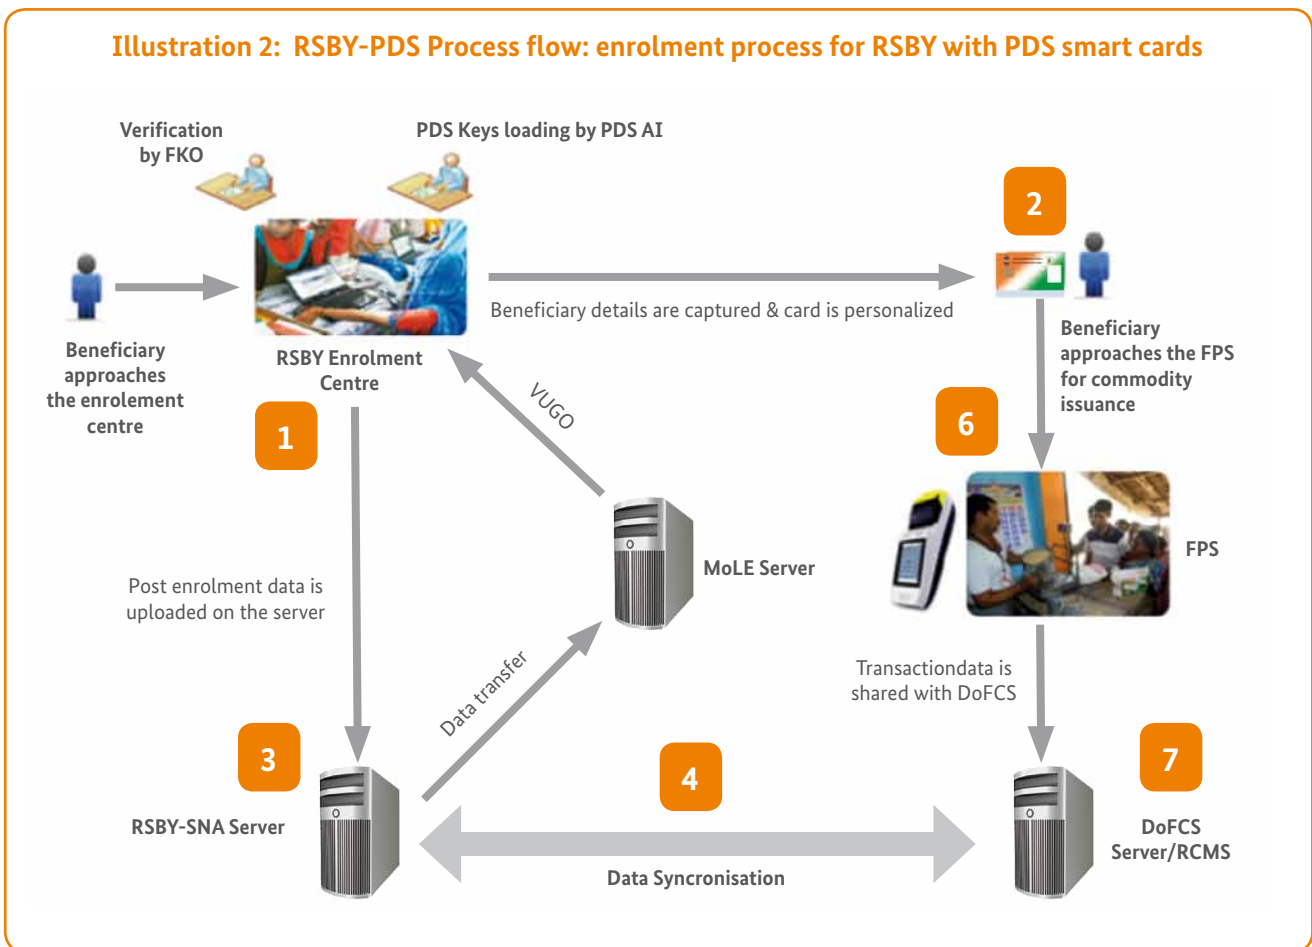 Illustration 2: RSBY-PDS Process flow: enrolment process for RSBY with PDS smart cards
Verification
by FKO
PDS Keys loading by PDS AI
2
Beneficiary details are captured & card is personalized
Beneficiary
approaches
the enrolement
centre
RSBY Enrolment
Centre
Beneficiary
approaches the FPS
for commodity
issuance
1
VUGO
6
FPS
MoLE Server
Post enrolment data is
uploaded on the server
Data transfer
Transactiondata is
shared with DoFCS
3
4
7
RSBY-SNA Server
DoFCS
Server/RCMS
Data Syncronisation